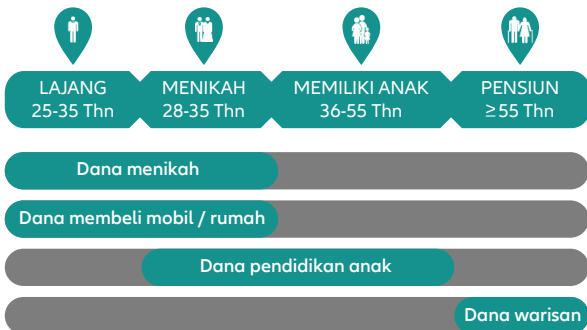 LAJANG
25-35 Thn
MENIKAH
28-35 Thn
MEMILIKI ANAK
36-55 Thn
PENSIUN
≥55 Thn
Dana menikah
Dana membeli mobil / rumah
Dana pendidikan anak
Dana warisan